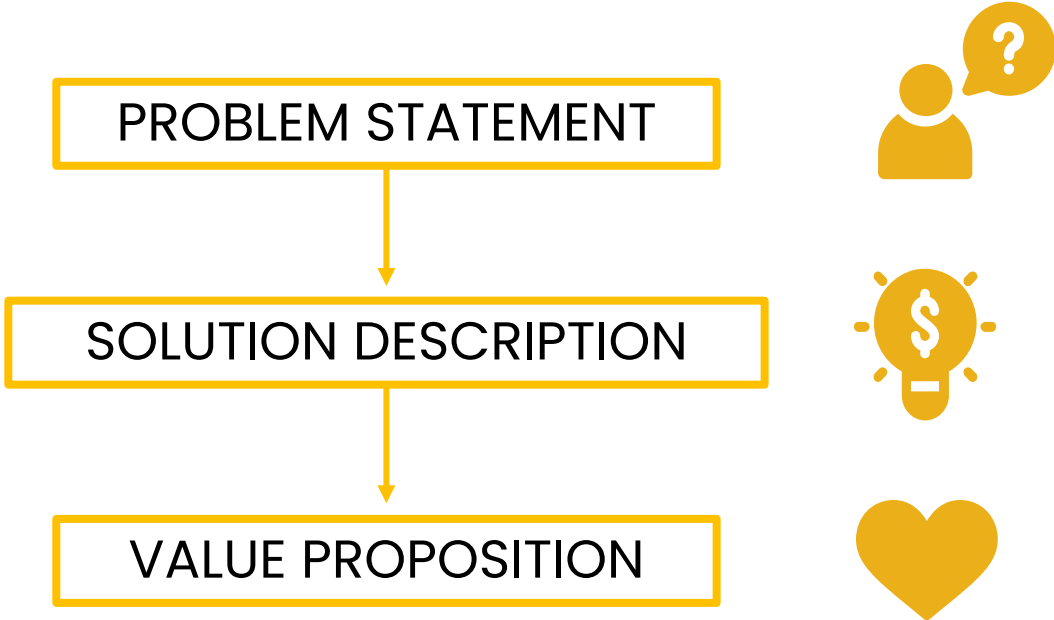 ?
PROBLEM STATEMENT
$
SOLUTION DESCRIPTION
VALUE PROPOSITION